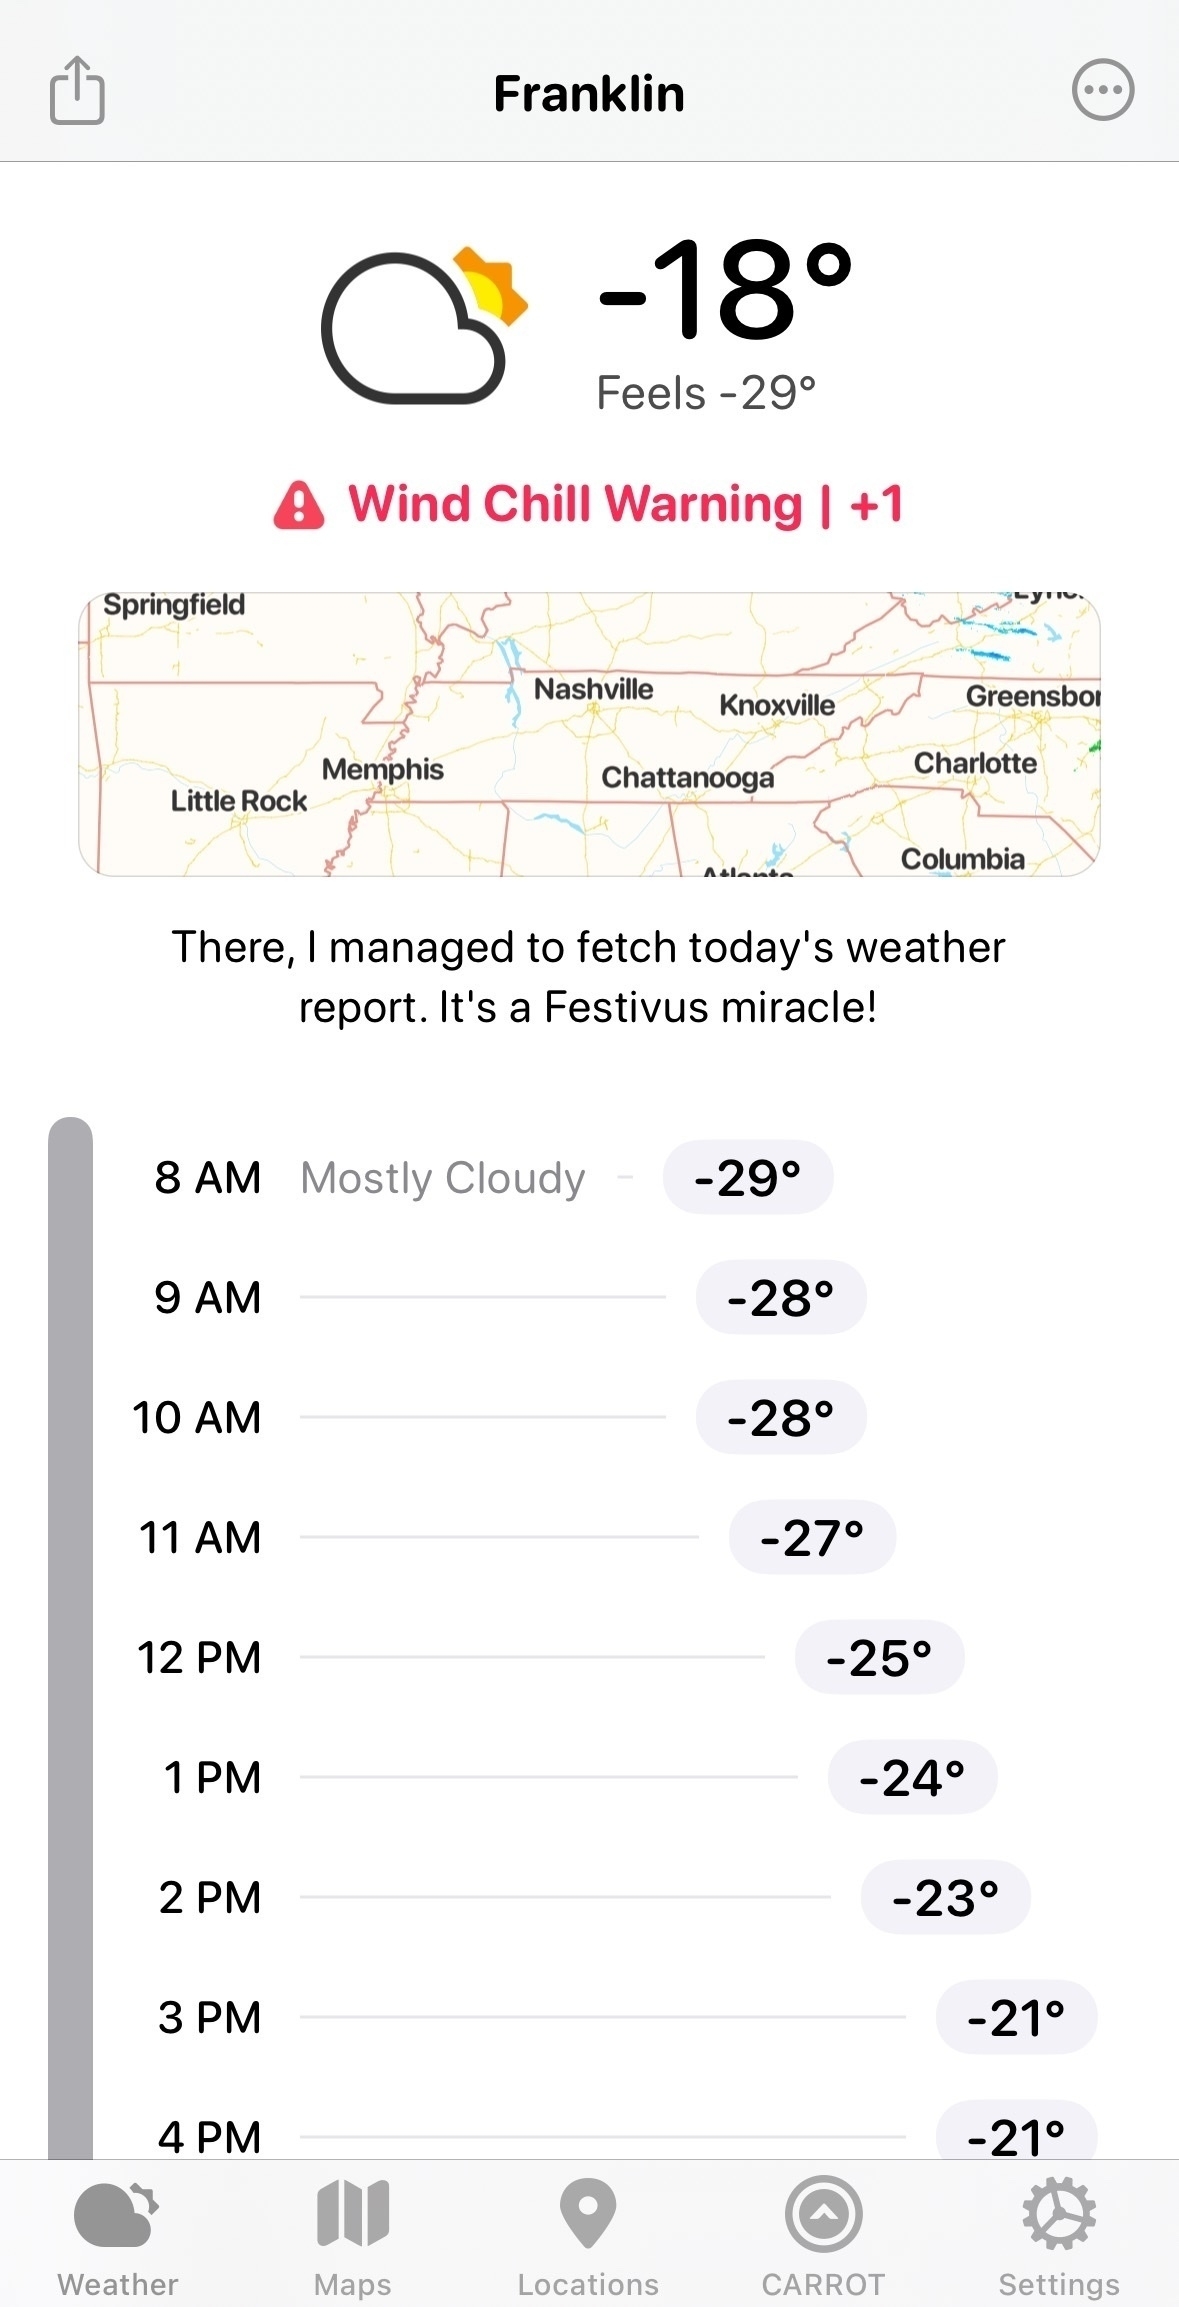 Franklin
-18°
Feels -29°
Wind Chill Warning | +1
Springfield
Nashville
Knoxville
Greensbor
Memphis
Chattanooga
Charlotte
Little Rock
Columbia
There, I managed to fetch today's weather
report. It's a Festivus miracle!
8 AM Mostly Cloudy -29°
9 AM -28°
10 AM -28°
11 AM -27°
12 PM -25°
1 PM -24°
2 PM -23°
3 PM -21°
4 PM -21°
Weather Maps Locations CARROT Settings